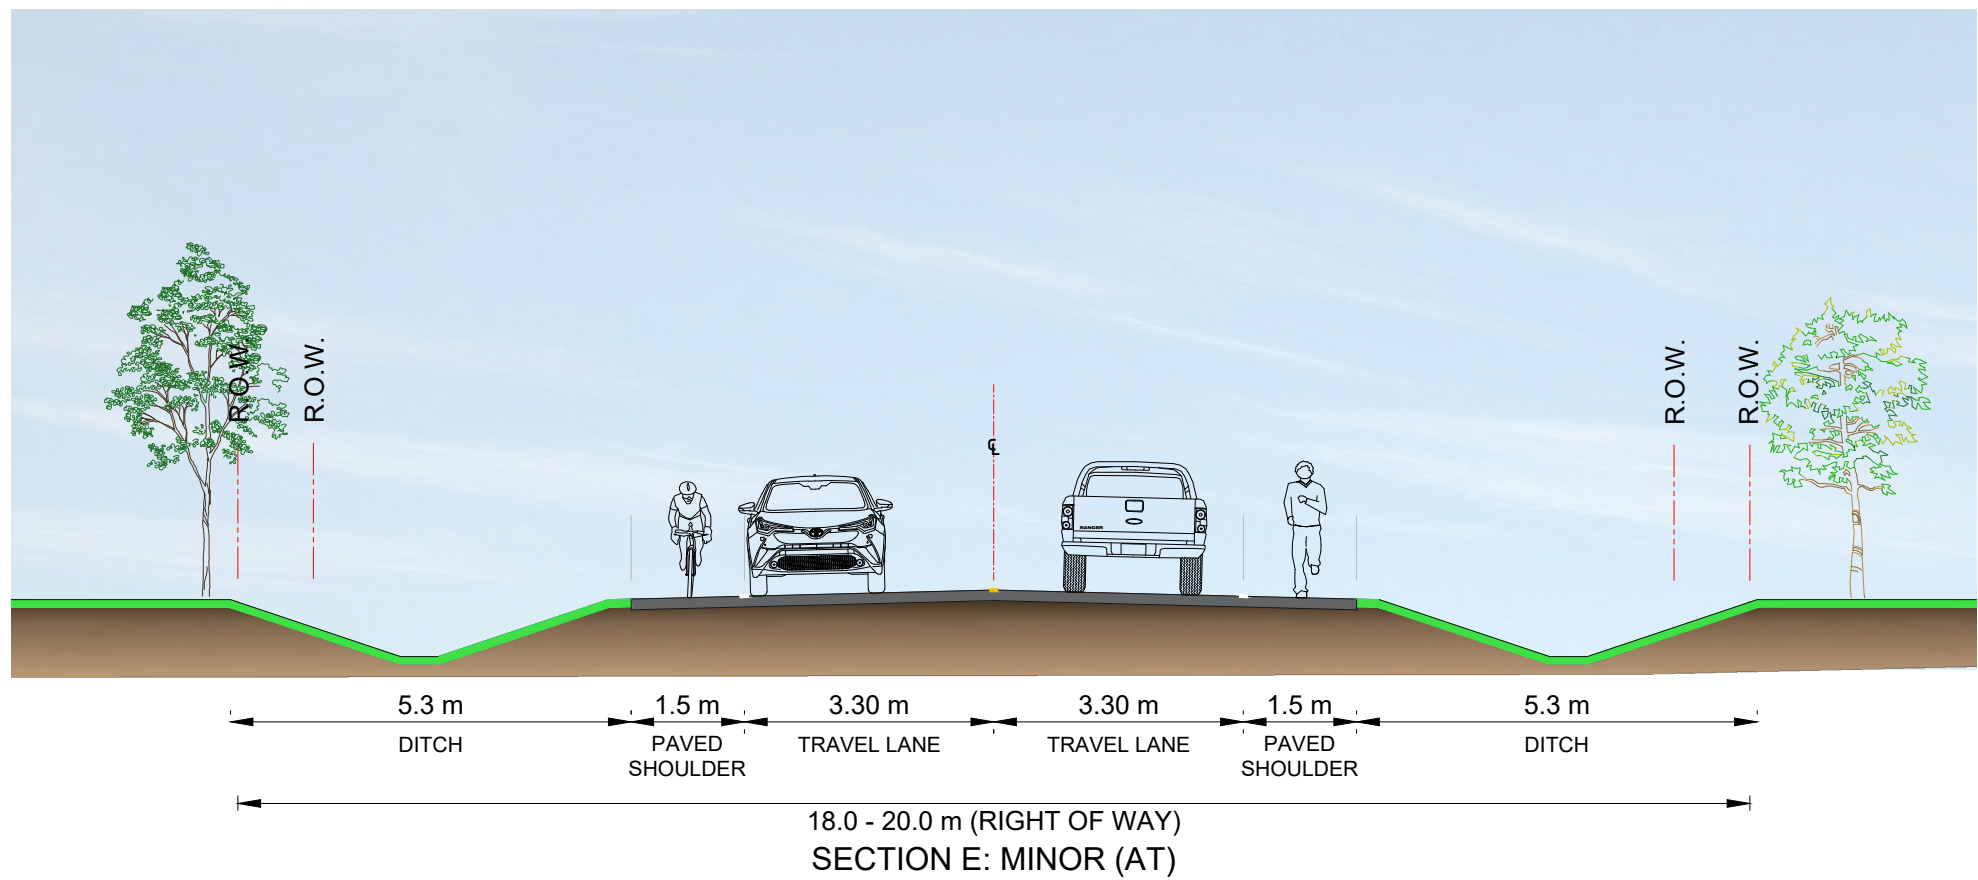 R.O.W.
R.O.W.
R.O.W.
R.O.W.
℄
RANGER
5.3 m
1.5 m
3.30 m
3.30 m
1.5 m
5.3 m
DITCH
PAVED
SHOULDER
TRAVEL LANE
TRAVEL LANE
PAVED
SHOULDER
DITCH
18.0 - 20.0 m (RIGHT OF WAY)
SECTION E: MINOR (AT)